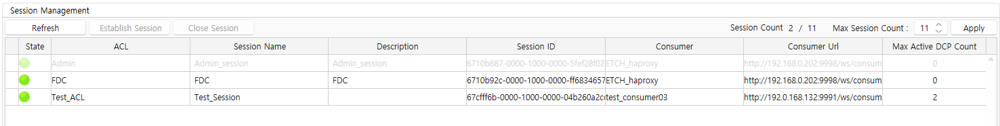 Session Management
Refresh Establish Session Close Session Session Count 2 / 11 Max Session Count : 11 Apply
State ACL Session Name Description Session ID Consumer Consumer Url Max Active DCP Count
Admin Admin_session Admin_session 6710b687-0000-1000-0000-5fef28f02 ETCH_haproxy http://192.168.0.202:9998/ws/consum 0
FDC FDC FDC 6710b92c-0000-1000-0000-ff6834657 ETCH_haproxy http://192.168.0.202:9998/ws/consum 0
Test_ACL Test_Session 67cfff6b-0000-1000-0000-04b260a2c test_consumer03 http://192.0.168.132:9991/ws/consum 2